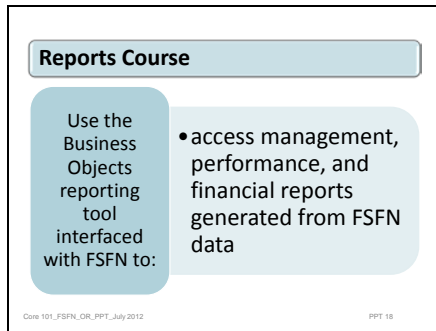 Reports Course
Use the
Business
Objects
reporting
tool
interfaced
with FSFN to:
•access management,
performance, and
financial reports
generated from FSFN
data
Core 101_FSFN_OR_PPT_July 2012
PPT 18